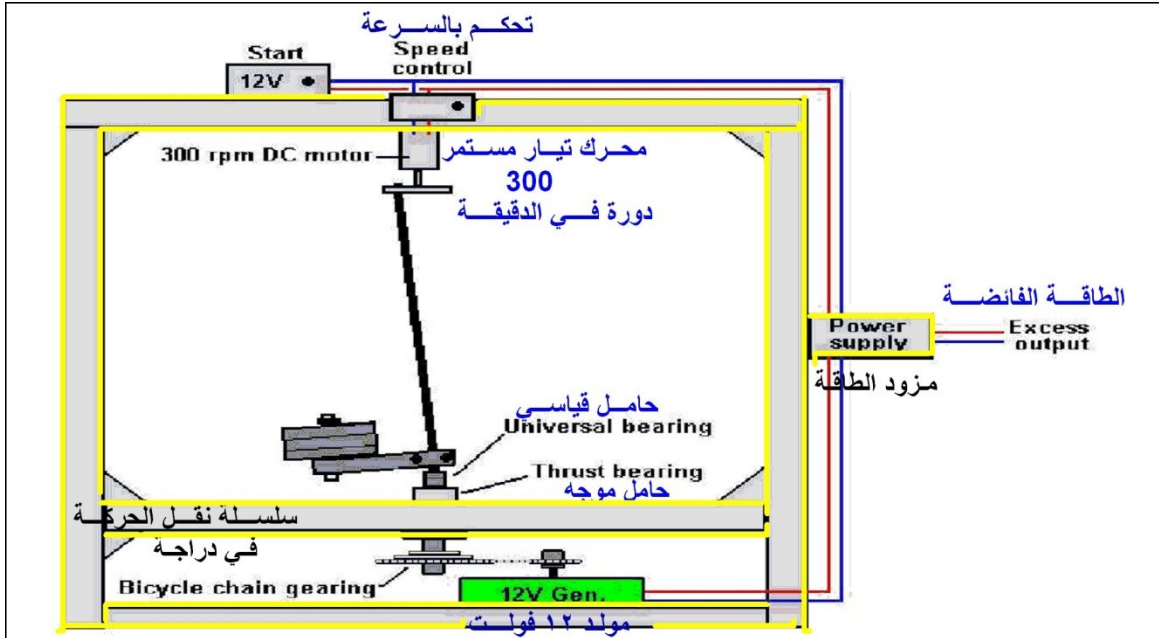 تحكم بالسرعة
Start
Speed
control
12V
300 rpm DC motor
محرك تيار مستمر
300
دورة في الدقيقة
الطاقة الفائضة
Power
supply
Excess
output
مزود الطاقة
حامل قياسي
Universal bearing
Thrust bearing
حامل موجه
سلسلة نقل الحركة
في دراجة
Bicycle chain gearing
12V Gen.
مولد ١٢ فولت